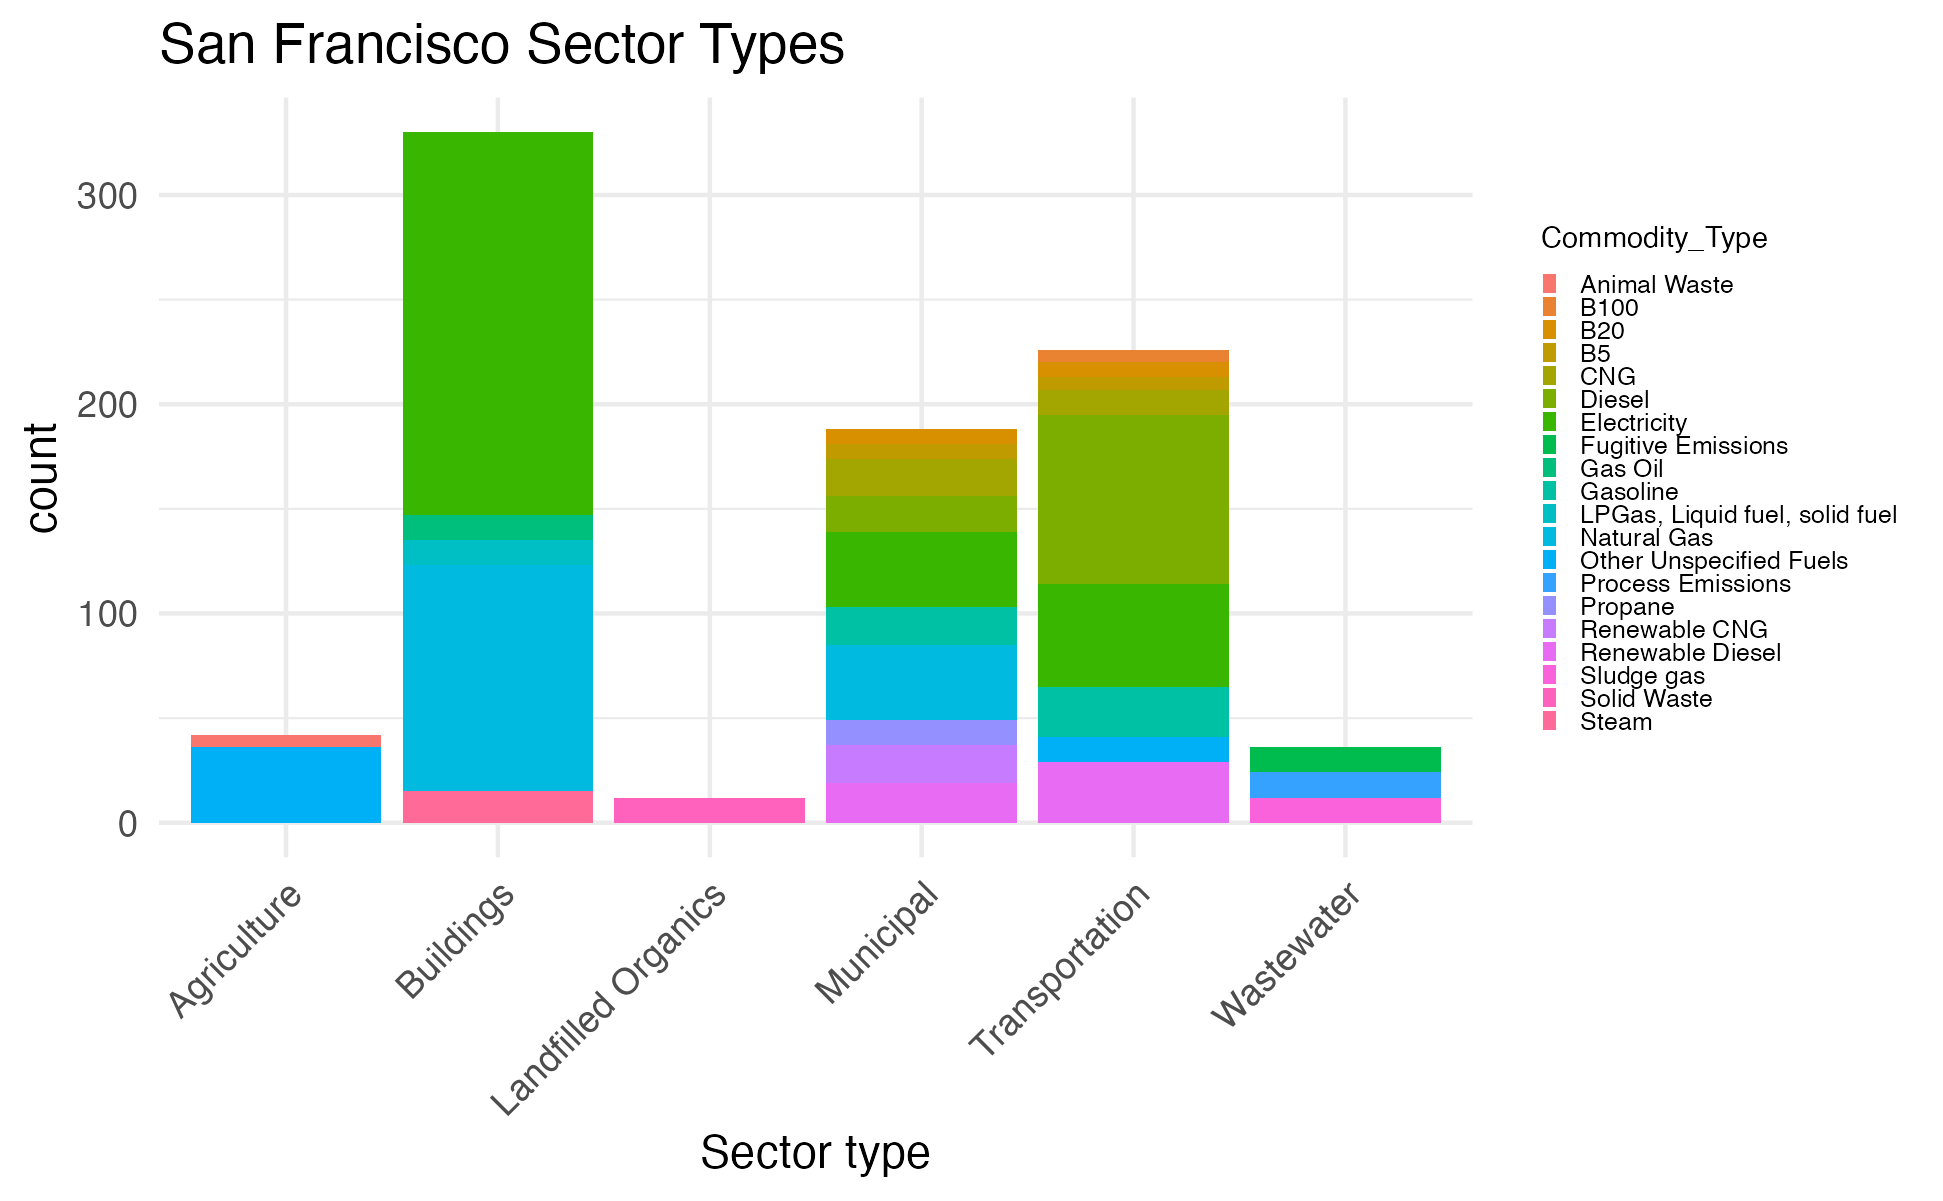 San Francisco Sector Types
count
300
200
100
0
Agriculture
Buildings
Landfilled Organics
Municipal
Transportation
Wastewater
Sector type
Commodity_Type
Animal Waste
B100
B20
B5
CNG
Diesel
Electricity
Fugitive Emissions
Gas Oil
Gasoline
LPGas, Liquid fuel, solid fuel
Natural Gas
Other Unspecified Fuels
Process Emissions
Propane
Renewable CNG
Renewable Diesel
Sludge gas
Solid Waste
Steam